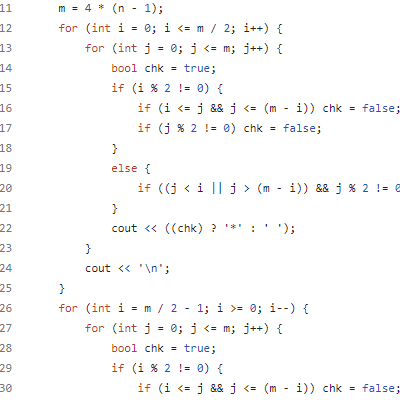 11 m = 4 * (n - 1);
12 for (int i = 0; i <= m / 2; i++) {
13 for (int j = 0; j <= m; j++) {
14 bool chk = true;
15 if (i % 2 != 0) {
16 if (i <= j && j <= (m - i)) chk = false;
17 if (j % 2 != 0) chk = false;
18 }
19 else {
20 if ((j < i || j > (m - i)) && j % 2 != 0
21 }
22 cout << ((chk) ? '*' : ' ');
23 }
24 cout << '\n';
25 }
26 for (int i = m / 2 - 1; i >= 0; i--) {
27 for (int j = 0; j <= m; j++) {
28 bool chk = true;
29 if (i % 2 != 0) {
30 if (i <= j && j <= (m - i)) chk = false;